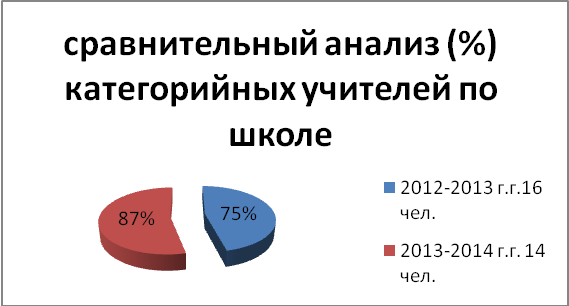 сравнительный анализ (%)
категорийных учителей по
школе
87%
75%
2012-2013 г.г.16
чел.
2013-2014 г.г. 14
чел.